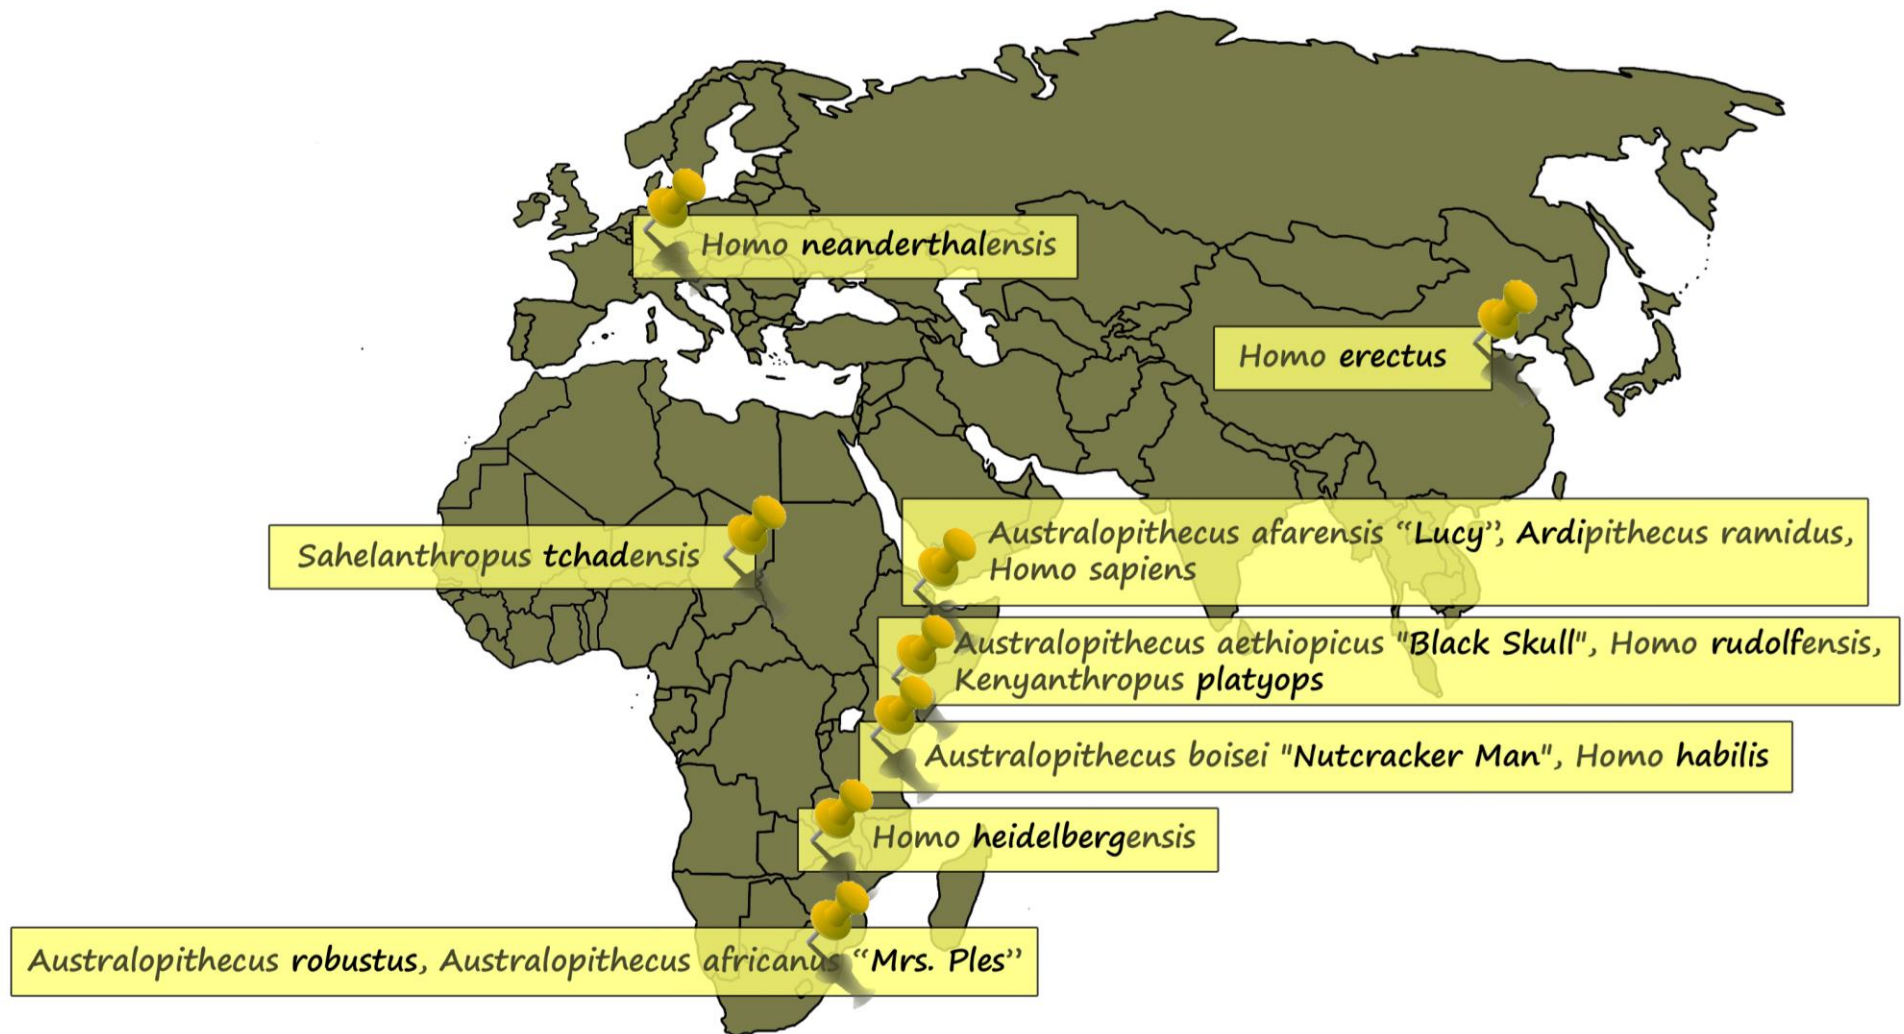 Homo neanderthalensis
Homo erectus
Sahelanthropus tchadensis
Australopithecus afarensis “Lucy”, Ardipithecus ramidus,
Homo sapiens
Australopithecus aethiopicus "Black Skull", Homo rudolfensis,
Kenyanthropus platyops
Australopithecus boisei "Nutcracker Man", Homo habilis
Homo heidelbergensis
Australopithecus robustus, Australopithecus africanus “Mrs. Ples”